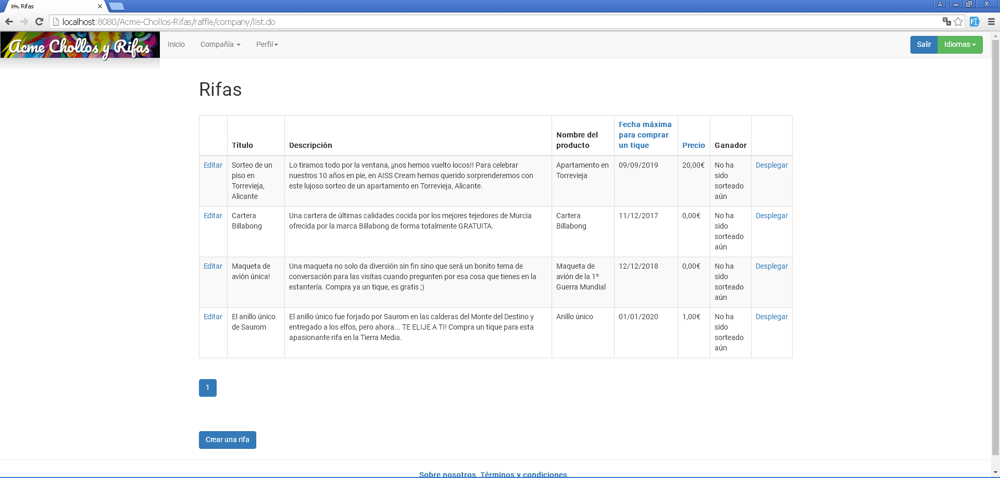 Rifas
localhost:8080/Acme-Chollos-Rifas/raffle/company/list.do
Acme Chollos y Rifas
Inicio
Compañía
Perfil
Salir
Idiomas
Rifas
Título
Descripción
Nombre del
producto
Fecha máxima
para comprar
un tique
Precio
Ganador
Editar
Sorteo de un
piso en
Torrevieja,
Alicante
Lo tiramos todo por la ventana, ¡¡nos hemos vuelto locos!! Para celebrar
nuestros 10 años en pie, en AISS Cream hemos querido sorprenderemos con
este lujoso sorteo de un apartamento en Torrevieja, Alicante.
Apartamento en
Torrevieja
09/09/2019
20,00€
No ha
sido
sorteado
aún
Desplegar
Editar
Cartera
Billabong
Una cartera de últimas calidades cocida por los mejores tejedores de Murcia
ofrecida por la marca Billabong de forma totalmente GRATUITA.
Cartera
Billabong
11/12/2017
0,00€
No ha
sido
sorteado
aún
Desplegar
Editar
Maqueta de
avión única!
Una maqueta no solo da diversión sin fin sino que será un bonito tema de
conversación para las visitas cuando pregunten por esa cosa que tienes en la
estantería. Compra ya un tique, es gratis ;)
Maqueta de
avión de la 1º
Guerra Mundial
12/12/2018
0,00€
No ha
sido
sorteado
aún
Desplegar
Editar
El anillo único
de Saurom
El anillo único fue forjado por Saurom en las calderas del Monte del Destino y
entregado a los elfos, pero ahora... TE ELIJE A TI! Compra un tique para esta
apasionante rifa en la Tierra Media.
Anillo único
01/01/2020
1,00€
No ha
sido
sorteado
aún
Desplegar
1
Crear una rifa
Sobre nosotros Términos y condiciones